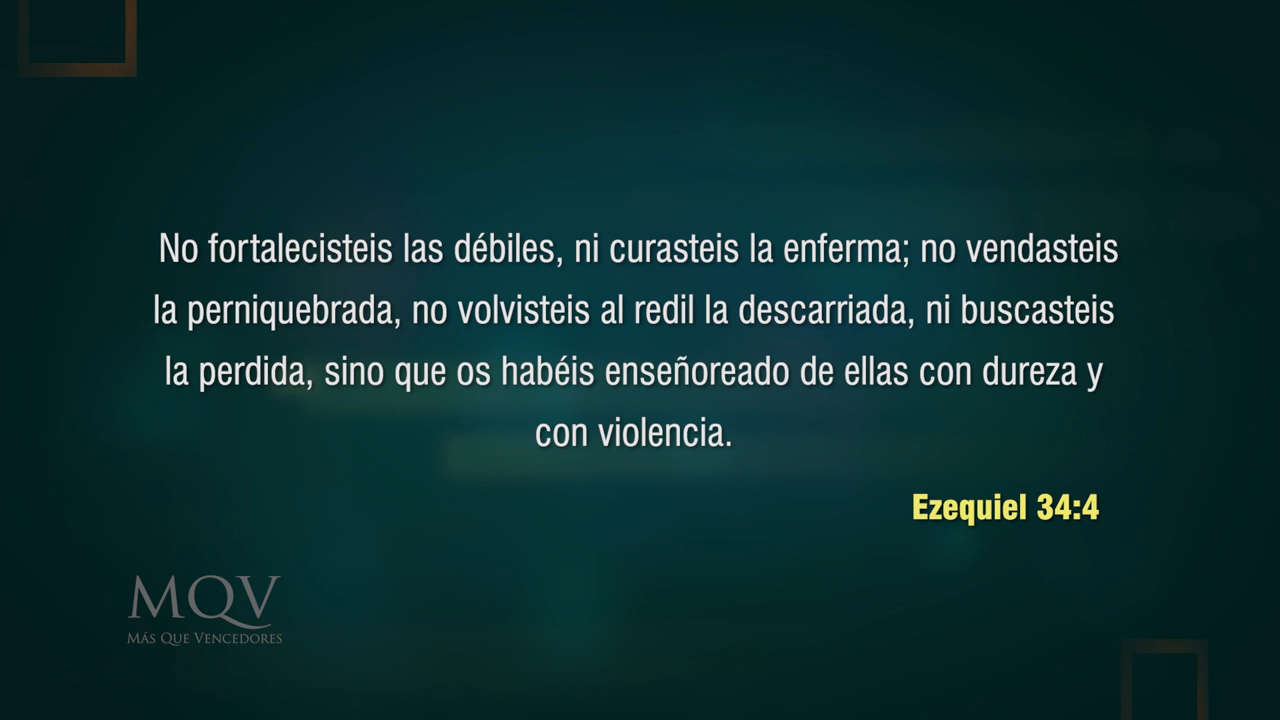 No fortalecisteis las débiles, ni curasteis la enferma; no vendasteis
la perniquebrada, no volvisteis al redil la descarriada, ni buscasteis
la perdida, sino que os habéis enseñoreado de ellas con dureza y
con violencia.
Ezequiel 34:4
MQV
MÁS QUE VENCEDORES